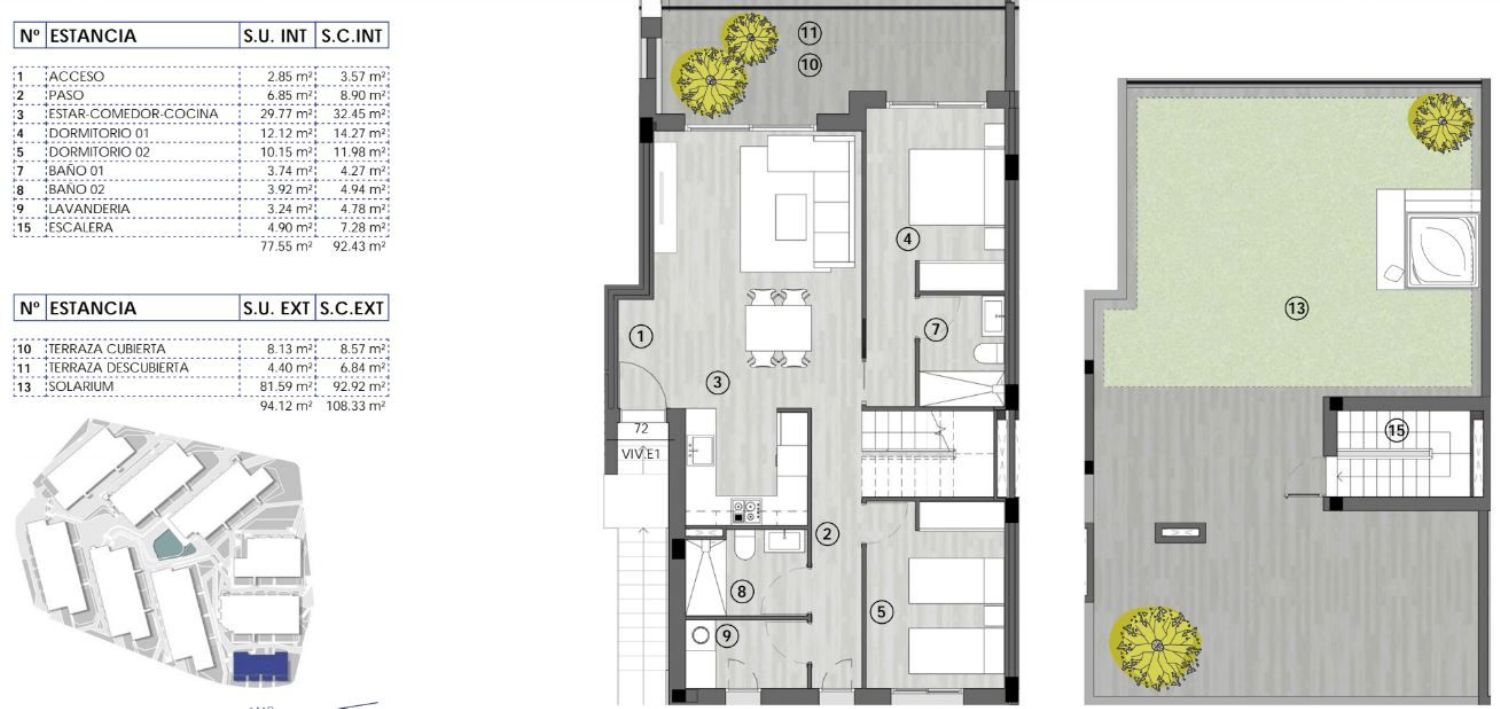 Nº ESTANCIA S.U. INT S.C.INT
1 ACCESO 2.85 m² 3.57 m²
2 PASO 6.85 m² 8.90 m²
3 ESTAR-COMEDOR-COCINA 29.77 m² 32.45 m²
4 DORMITORIO 01 12.12 m² 14.27 m²
5 DORMITORIO 02 10.15 m² 11.98 m²
7 BAÑO 01 3.74 m² 4.27 m²
8 BAÑO 02 3.92 m² 4.94 m²
9 LAVANDERIA 3.24 m² 4.78 m²
15 ESCALERA 4.90 m² 7.28 m²
77.55 m² 92.43 m²
Nº ESTANCIA S.U. EXT S.C.EXT
10 TERRAZA CUBIERTA 8.13 m² 8.57 m²
11 TERRAZA DESCUBIERTA 4.40 m² 6.84 m²
13 SOLARIUM 81.59 m² 92.92 m²
94.12 m² 108.33 m²
11
10
4
1
7
3
72
VIV.E1
2
8
5
9
13
15